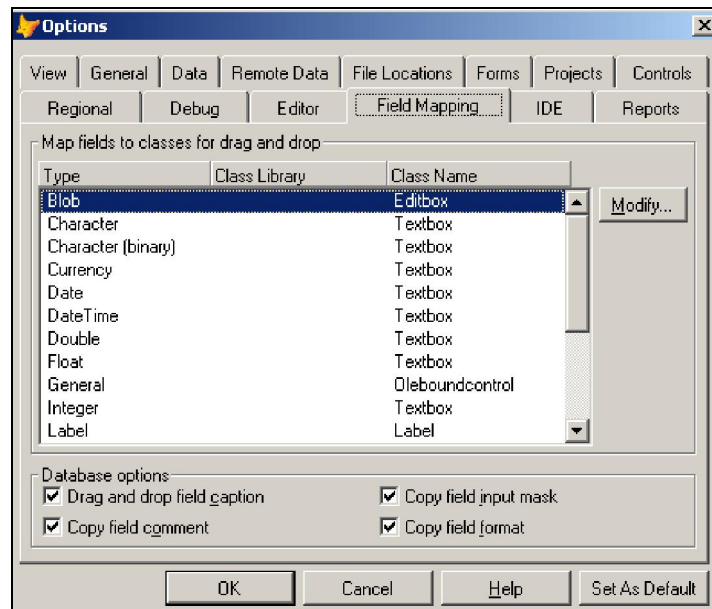 Options
View General Data Remote Data File Locations Forms Projects Controls
Regional Debug Editor Field Mapping IDE Reports
Map fields to classes for drag and drop
Type Class Library Class Name
Blob Editbox
Modify...
Character Textbox
Character (binary) Textbox
Currency Textbox
Date Textbox
DateTime Textbox
Double Textbox
Float Textbox
General Oleboundcontrol
Integer Textbox
Label Label
Database options
Drag and drop field caption Copy field input mask
Copy field comment Copy field format
OK Cancel Help Set As Default